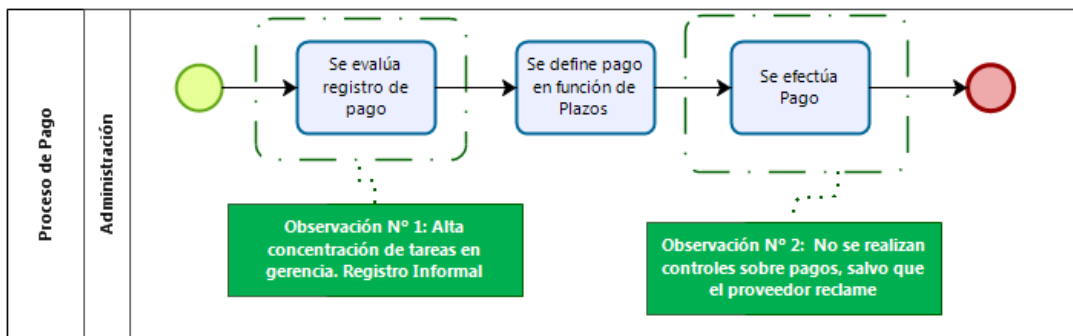 Proceso de Pago
Administración
Se evalúa
registro de
pago
Se define pago
en función de
Plazos
Se efectúa
Pago
Observación N° 1: Alta
concentración de tareas en
gerencia. Registro Informal
Observación N° 2:  No se realizan
controles sobre pagos, salvo que
el proveedor reclame